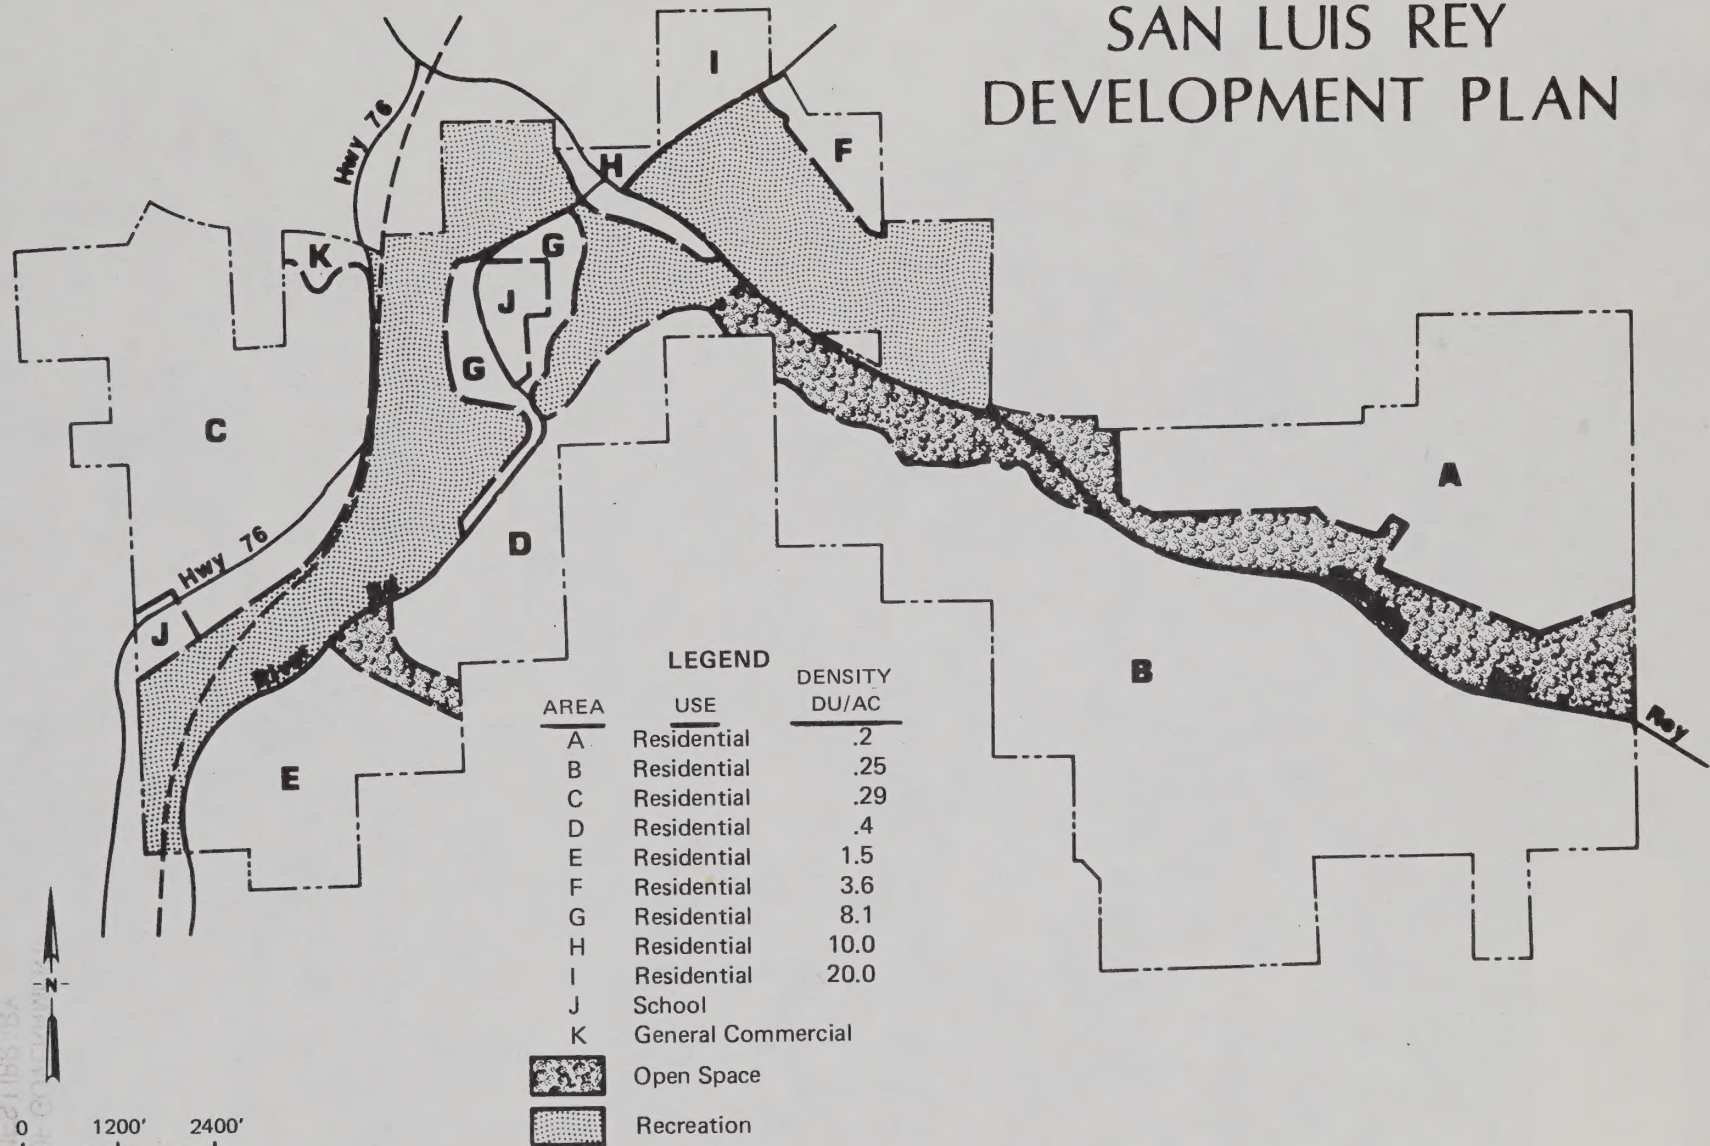 SAN LUIS REY
DEVELOPMENT PLAN
I
Hwy 76
H
F
K
G
J
G
C
A
Hwy 76
D
J
Rd
River
B
Rey
E
LEGEND
AREA USE DENSITY DU/AC
A Residential .2
B Residential .25
C Residential .29
D Residential .4
E Residential 1.5
F Residential 3.6
G Residential 8.1
H Residential 10.0
I Residential 20.0
J School
K General Commercial
Open Space
Recreation
N
0 1200' 2400'